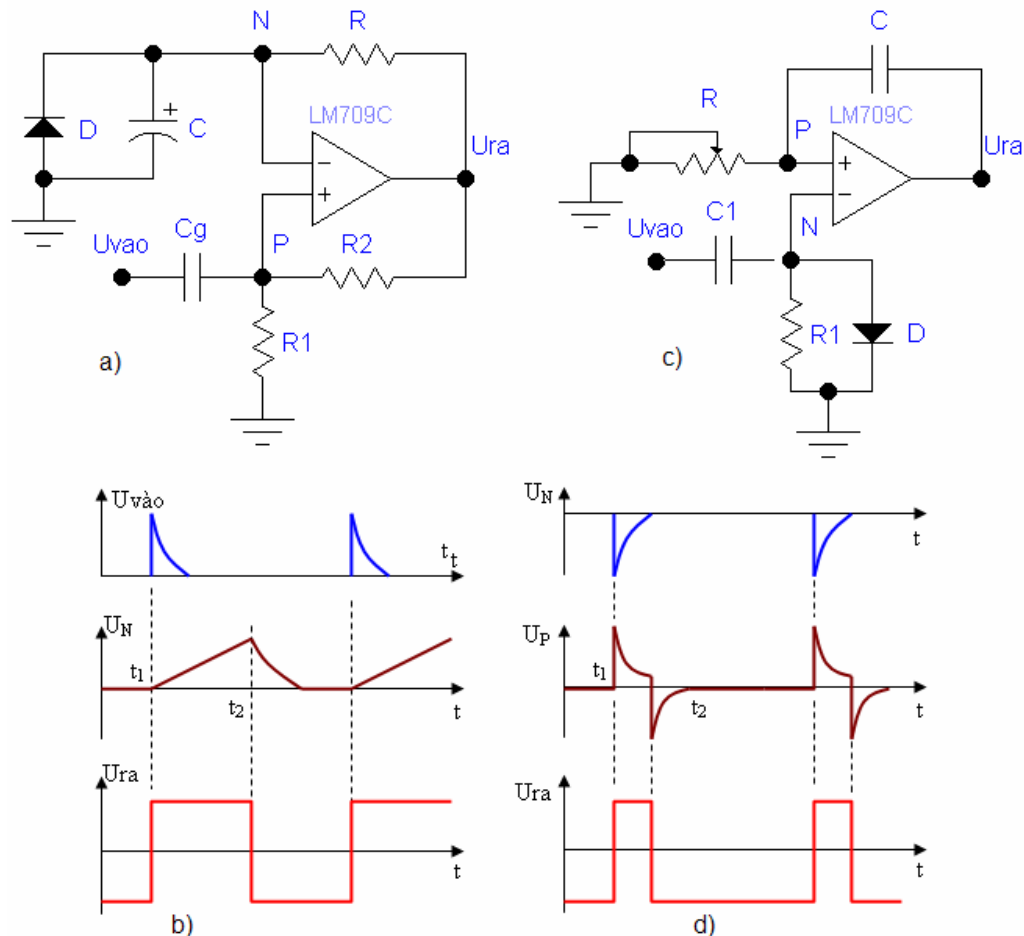 N
R
LM709C
D
C
Ura
Uvao
Cg
P
R2
R1
a)
+
−
+
C
R
LM709C
P
Ura
C1
N
Uvao
R1
D
c)
+
−
Uvào
t
t
UN
t1
t2
t
Ura
t
b)
UN
t
UP
t1
t2
t
Ura
t
d)